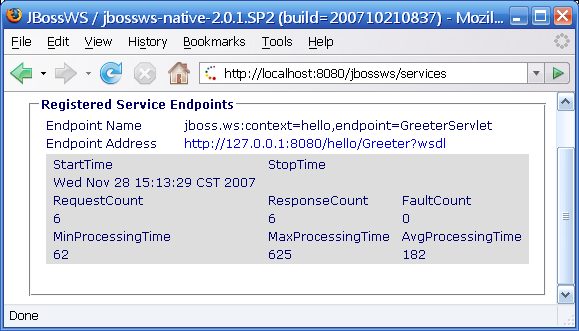 JBossWS / jbossws-native-2.0.1.SP2 (build=200710210837) - Mozil...
File Edit View History Bookmarks Tools Help
http://localhost:8080/jbossws/services
Registered Service Endpoints
Endpoint Name jboss.ws:context=hello,endpoint=GreeterServlet
Endpoint Address http://127.0.0.1:8080/hello/Greeter?wsdl
StartTime StopTime
Wed Nov 28 15:13:29 CST 2007
RequestCount ResponseCount FaultCount
6 6 0
MinProcessingTime MaxProcessingTime AvgProcessingTime
62 625 182
Done